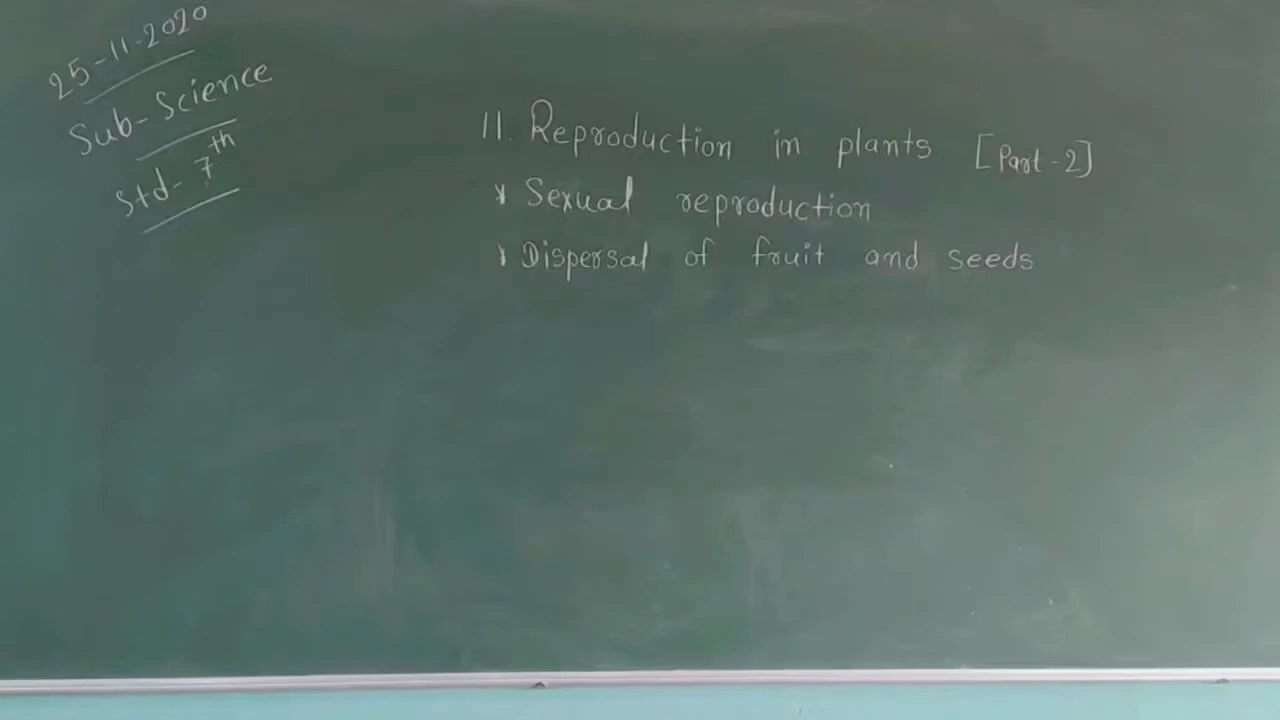 25-11-2020
Sub-Science
Std- 7th
11. Reproduction in plants [Part-2]
* Sexual reproduction
* Dispersal of fruit and seeds